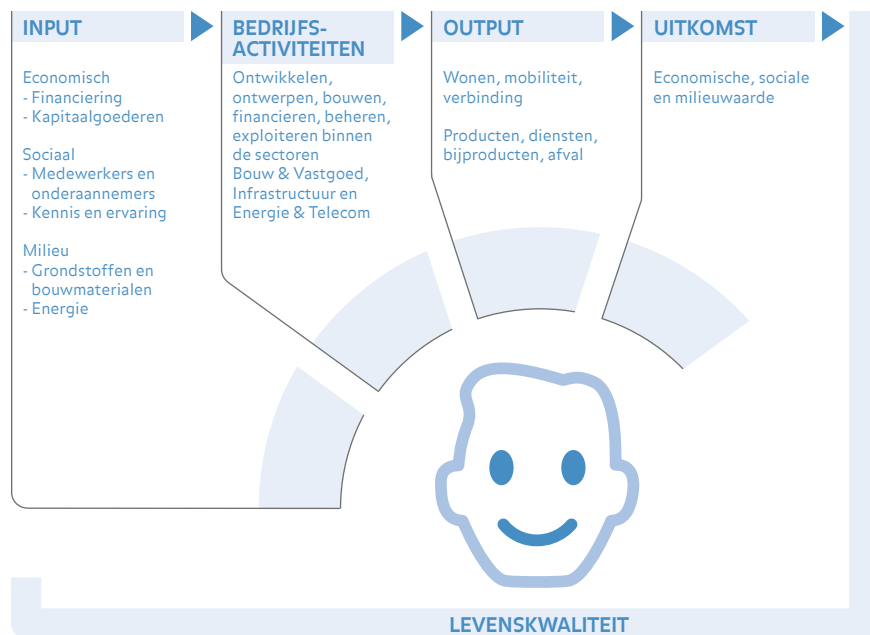 INPUT
Economisch
- Financiering
- Kapitaalgoederen
Sociaal
- Medewerkers en
onderaannemers
- Kennis en ervaring
Milieu
- Grondstoffen en
bouwmaterialen
- Energie
BEDRIJFS-
ACTIVITEITEN
Ontwikkelen,
ontwerpen, bouwen,
financieren, beheren,
exploiteren binnen
de sectoren
Bouw & Vastgoed,
Infrastructuur en
Energie & Telecom
OUTPUT
Wonen, mobiliteit,
verbinding
Producten, diensten,
bijproducten, afval
UITKOMST
Economische, sociale
en milieuwaarde
LEVENSKWALITEIT